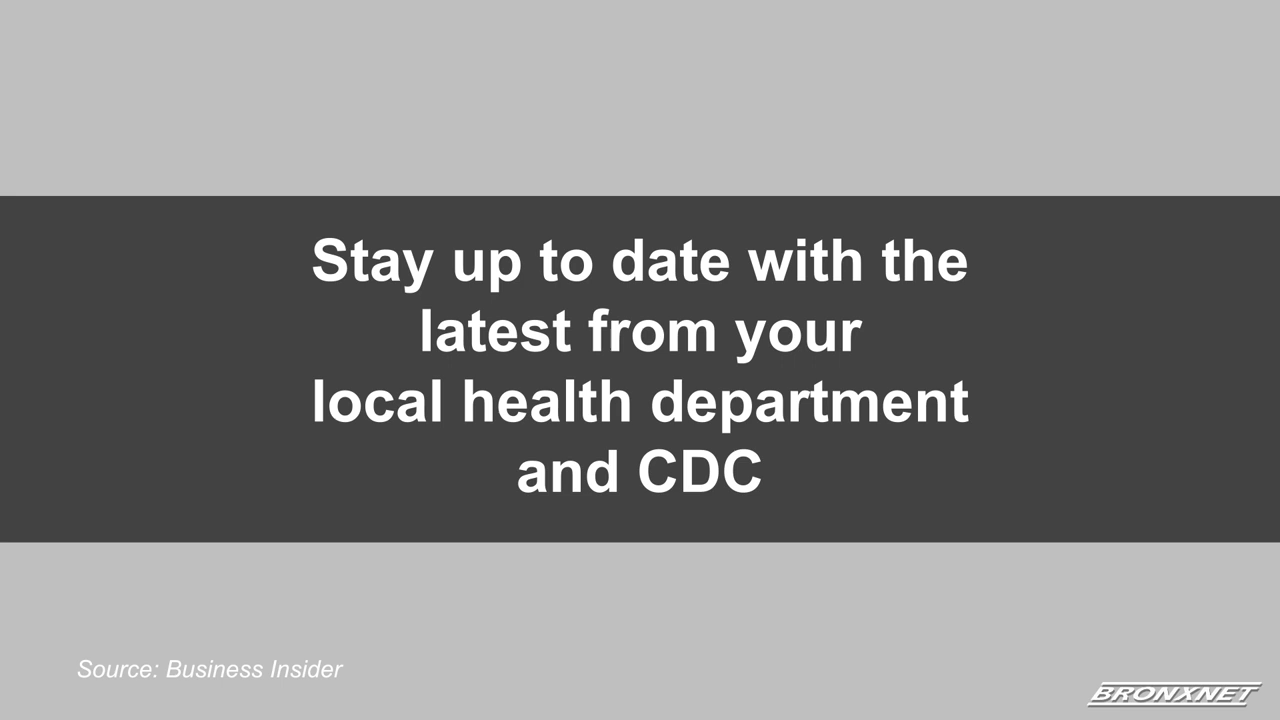 Stay up to date with the
latest from your
local health department
and CDC
Source: Business Insider
BRONXNET